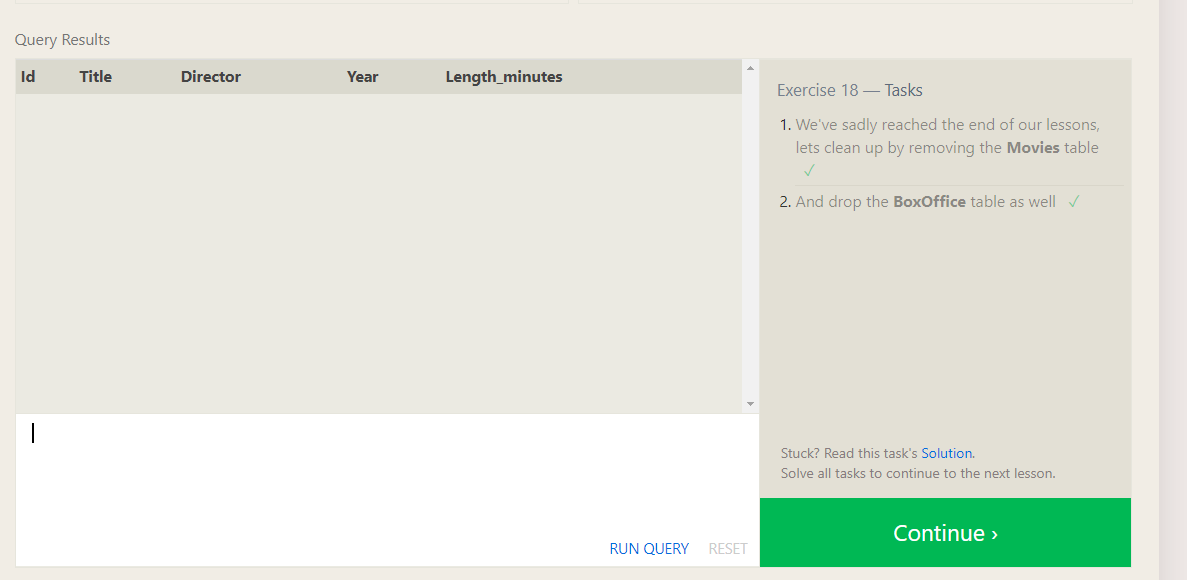 Query Results
Id Title Director Year Length_minutes
Exercise 18 — Tasks
1. We've sadly reached the end of our lessons,
lets clean up by removing the Movies table
✓
2. And drop the BoxOffice table as well ✓
Stuck? Read this task's Solution.
Solve all tasks to continue to the next lesson.
RUN QUERY RESET
Continue ›